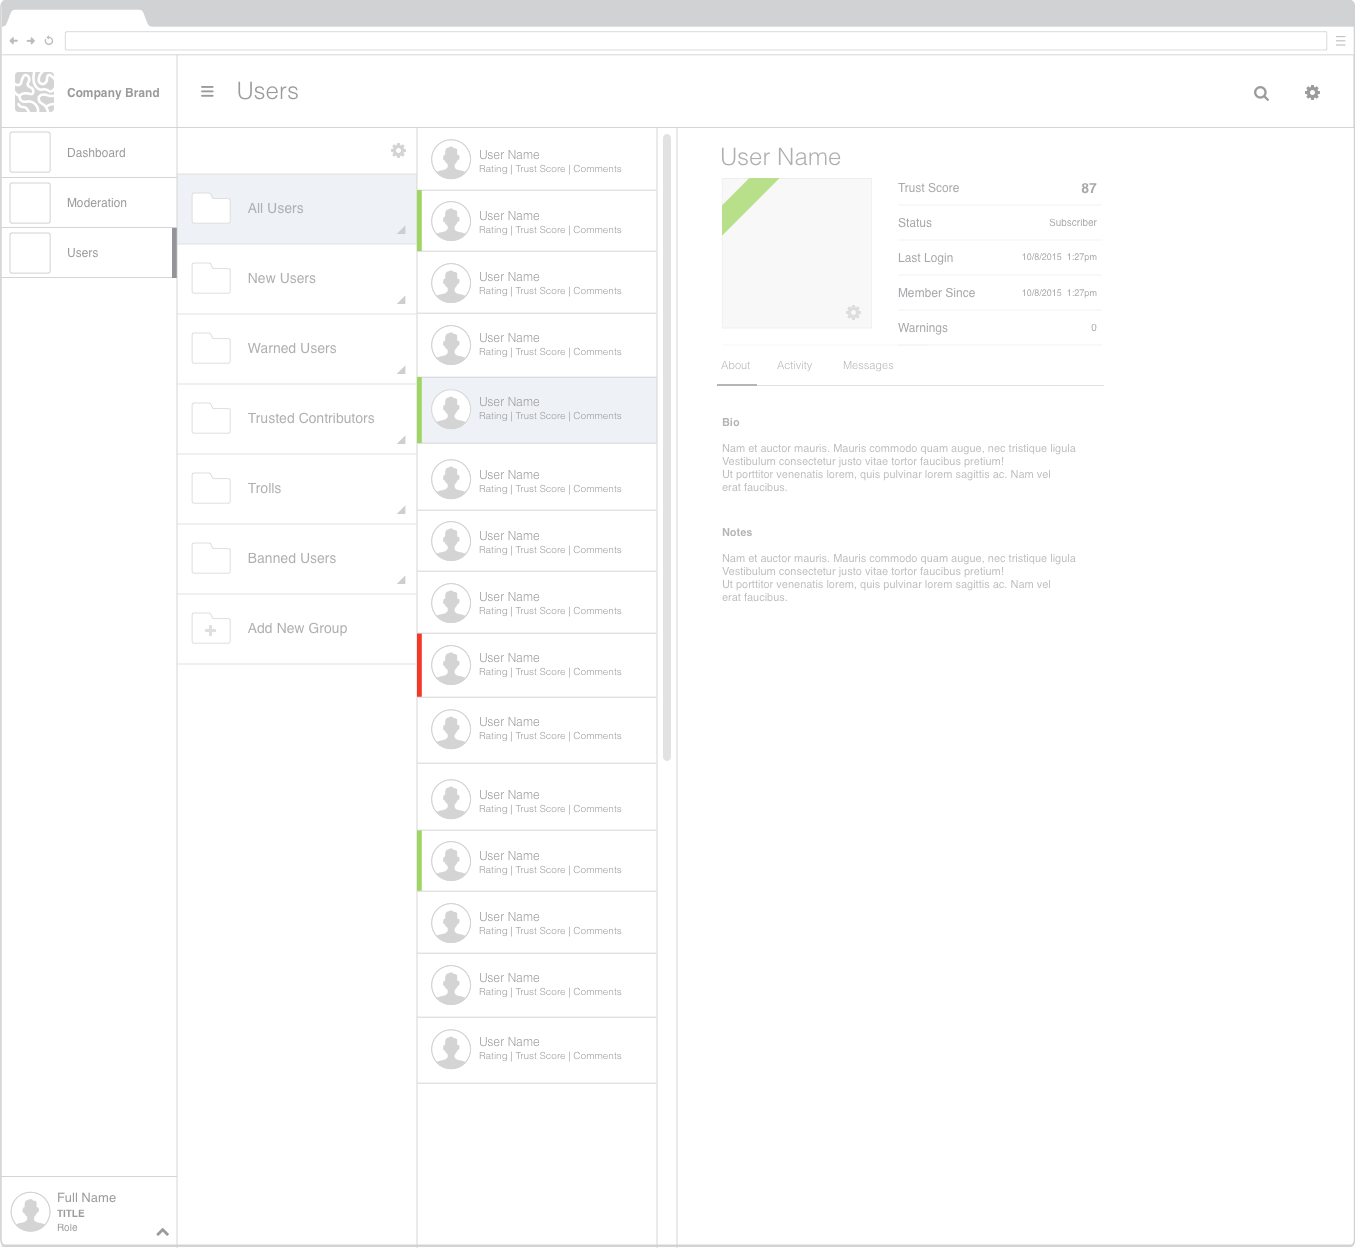 Company Brand
Users
Dashboard
Moderation
Users
All Users
New Users
Warned Users
Trusted Contributors
Trolls
Banned Users
Add New Group
User Name
Rating | Trust Score | Comments
User Name
Rating | Trust Score | Comments
User Name
Rating | Trust Score | Comments
User Name
Rating | Trust Score | Comments
User Name
Rating | Trust Score | Comments
User Name
Rating | Trust Score | Comments
User Name
Rating | Trust Score | Comments
User Name
Rating | Trust Score | Comments
User Name
Rating | Trust Score | Comments
User Name
Rating | Trust Score | Comments
User Name
Rating | Trust Score | Comments
User Name
Rating | Trust Score | Comments
User Name
Rating | Trust Score | Comments
User Name
Rating | Trust Score | Comments
User Name
Rating | Trust Score | Comments
User Name
Trust Score 87
Status Subscriber
Last Login 10/8/2015 1:27pm
Member Since 10/8/2015 1:27pm
Warnings 0
About Activity Messages
Bio
Nam et auctor mauris. Mauris commodo quam augue, nec tristique ligula
Vestibulum consectetur justo vitae tortor faucibus pretium!
Ut porttitor venenatis lorem, quis pulvinar lorem sagittis ac. Nam vel
erat faucibus.
Notes
Nam et auctor mauris. Mauris commodo quam augue, nec tristique ligula
Vestibulum consectetur justo vitae tortor faucibus pretium!
Ut porttitor venenatis lorem, quis pulvinar lorem sagittis ac. Nam vel
erat faucibus.
Full Name
TITLE
Role